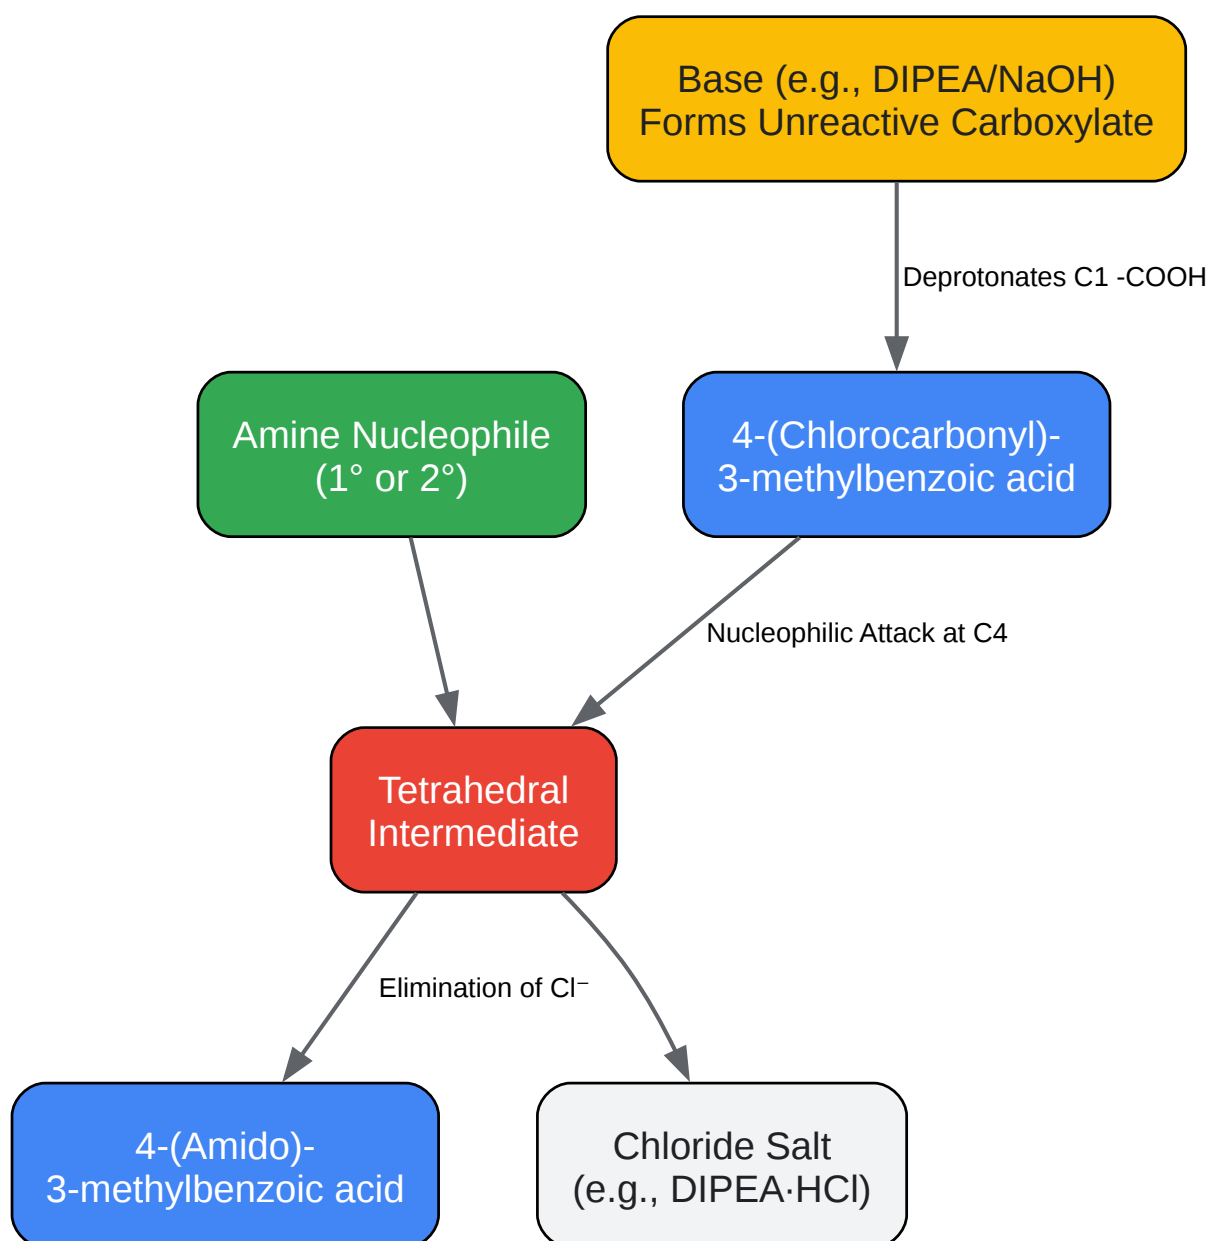 Base (e.g., DIPEA/NaOH)
Forms Unreactive Carboxylate
Deprotonates C1 -COOH
Amine Nucleophile
(1° or 2°)
4-(Chlorocarbonyl)-
3-methylbenzoic acid
Nucleophilic Attack at C4
Tetrahedral
Intermediate
Elimination of Cl⁻
4-(Amido)-
3-methylbenzoic acid
Chloride Salt
(e.g., DIPEA·HCl)